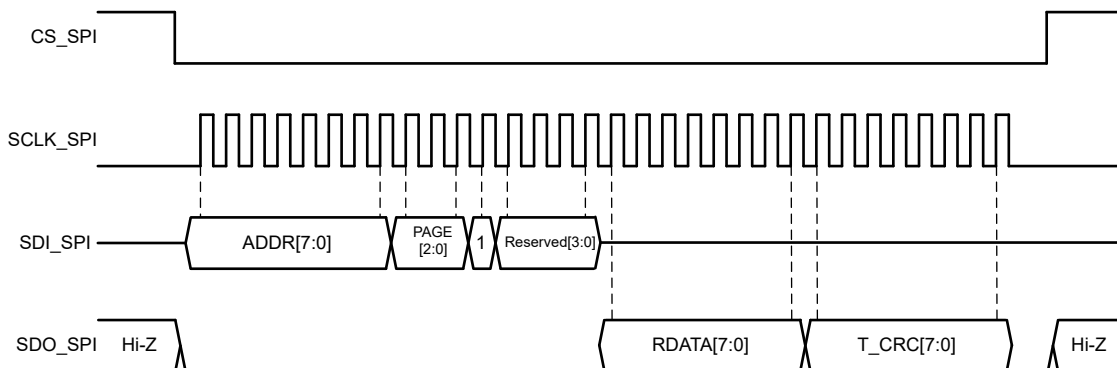 CS_SPI
SCLK_SPI
SDI_SPI
ADDR[7:0]
PAGE
[2:0]
1
Reserved[3:0]
SDO_SPI
Hi-Z
RDATA[7:0]
T_CRC[7:0]
Hi-Z